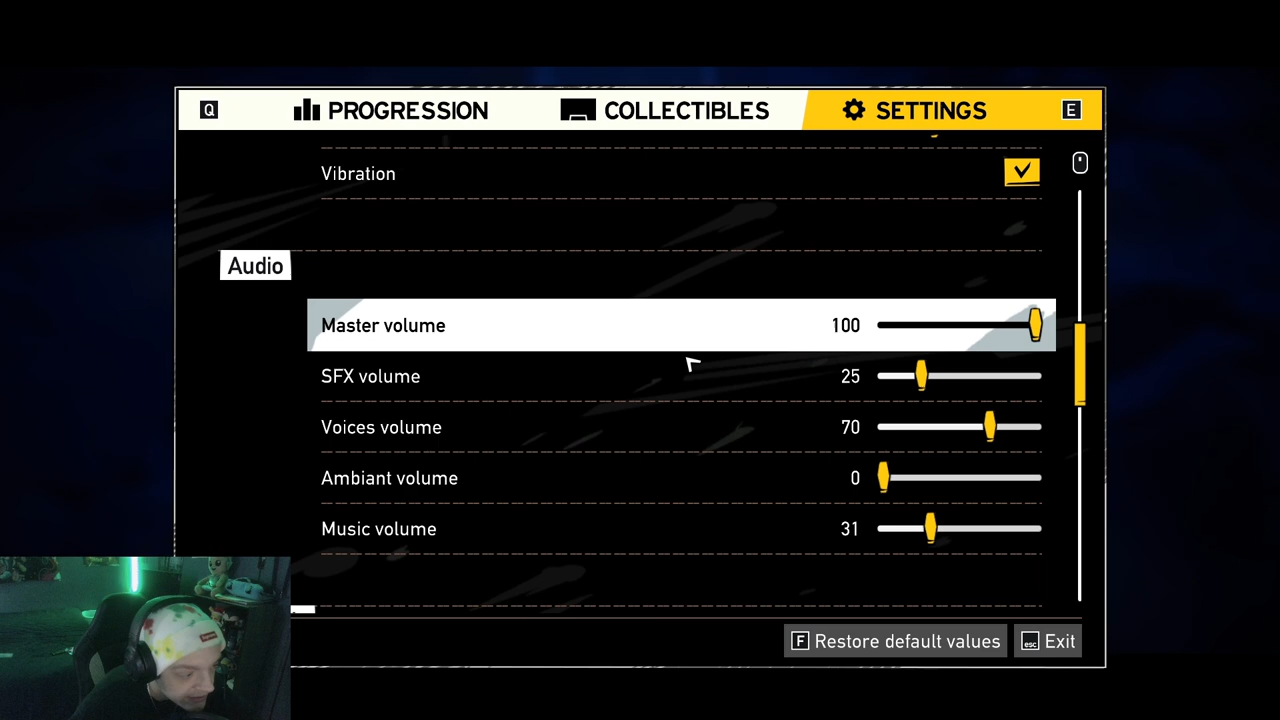 Q PROGRESSION COLLECTIBLES SETTINGS E
Vibration
Audio
Master volume 100
SFX volume 25
Voices volume 70
Ambiant volume 0
Music volume 31
F Restore default values esc Exit